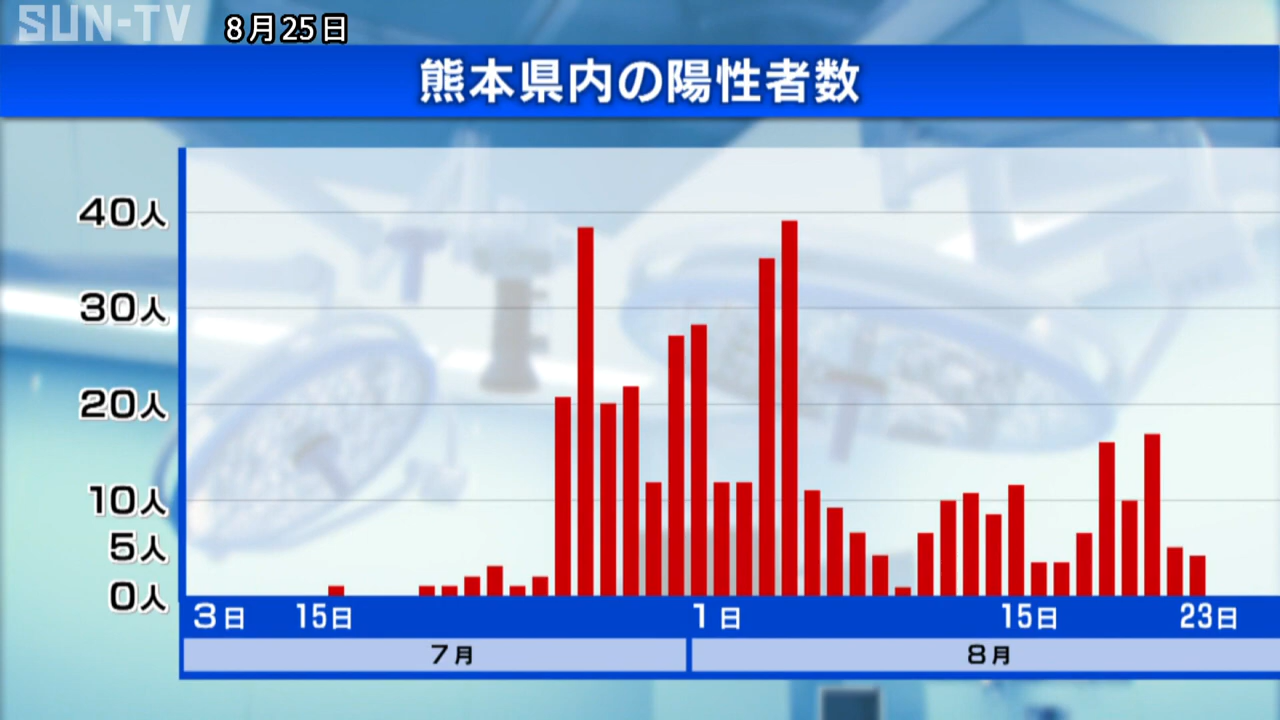 SUN-TV 8月25日
熊本県内の陽性者数
40人
30人
20人
10人
5人
0人
3日 15日 1日 15日 23日
7月 8月